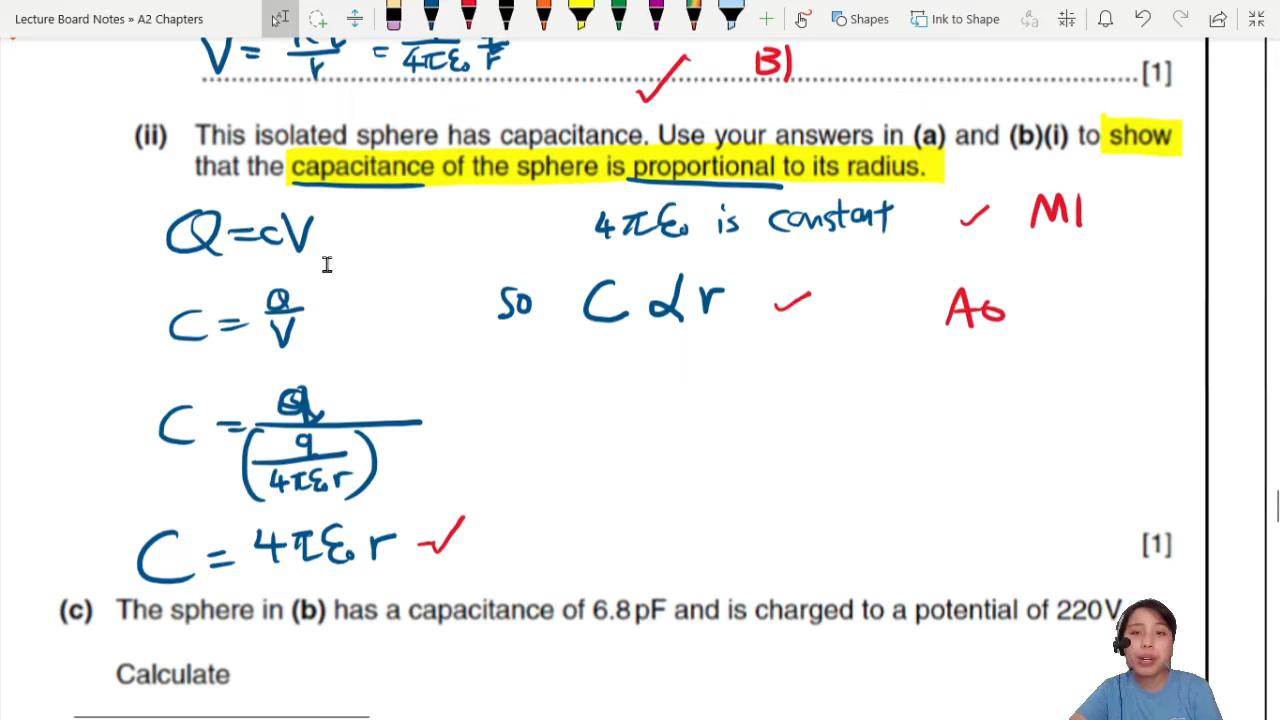 Lecture Board Notes » A2 Chapters
Shapes
Ink to Shape
V = = 1/4πε₀
B)
[1]
(ii) This isolated sphere has capacitance. Use your answers in (a) and (b)(i) to show
that the capacitance of the sphere is proportional to its radius.
Q = cV
4πε₀ is constant ✓ M1
C = Q/V
so C ∝ r ✓ A0
C = q/(q/4πε₀r)
C = 4πε₀ r ✓
[1]
(c) The sphere in (b) has a capacitance of 6.8 pF and is charged to a potential of 220 V
Calculate